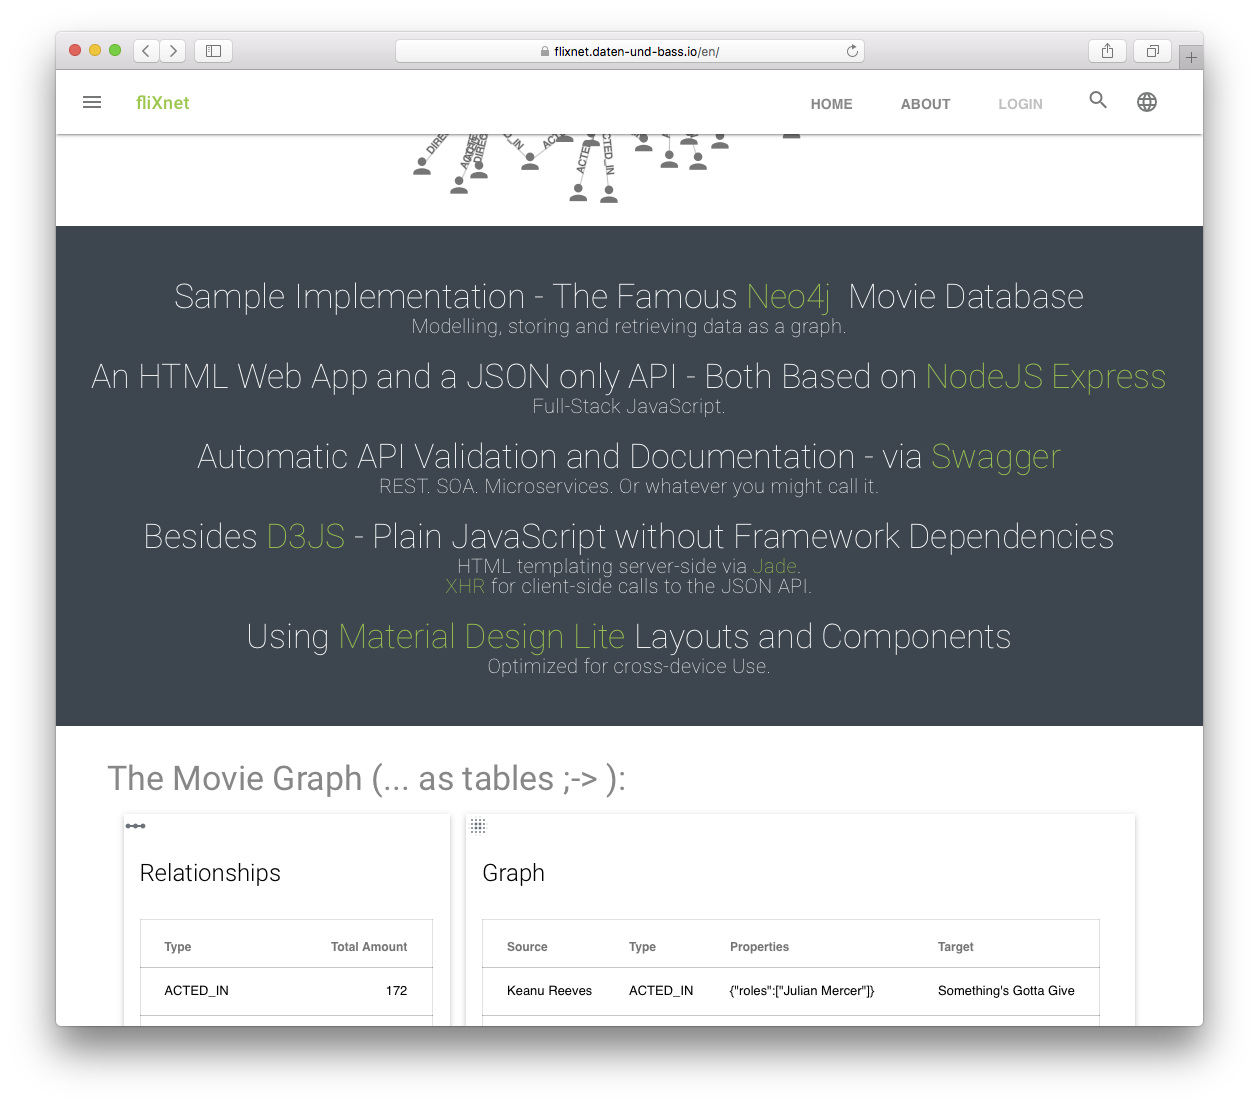 flixnet.daten-und-bass.io/en/
fliXnet
HOME ABOUT LOGIN
ACTED_IN
Sample Implementation - The Famous Neo4j Movie Database
Modelling, storing and retrieving data as a graph.
An HTML Web App and a JSON only API - Both Based on NodeJS Express
Full-Stack JavaScript.
Automatic API Validation and Documentation - via Swagger
REST. SOA. Microservices. Or whatever you might call it.
Besides D3JS - Plain JavaScript without Framework Dependencies
HTML templating server-side via Jade.
XHR for client-side calls to the JSON API.
Using Material Design Lite Layouts and Components
Optimized for cross-device Use.
The Movie Graph (... as tables ;-> ):
Relationships
Type Total Amount
ACTED_IN 172
Graph
Source Type Properties Target
Keanu Reeves ACTED_IN {"roles":["Julian Mercer"]} Something's Gotta Give